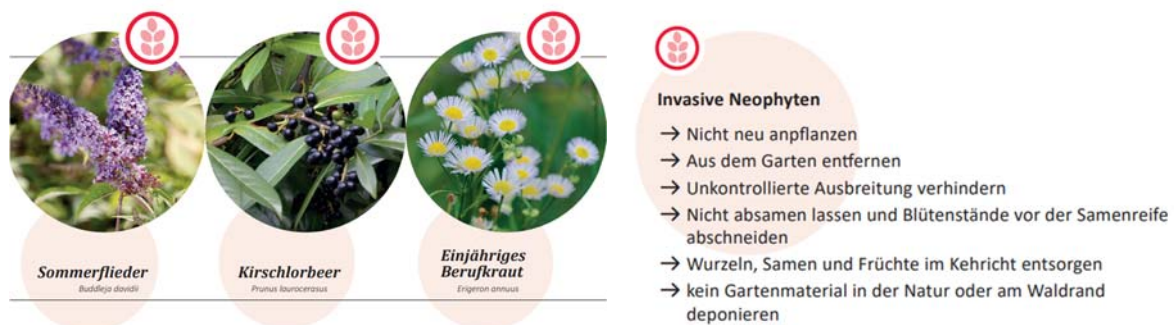 Sommerflieder
Buddleja davidii
Kirschlorbeer
Prunus laurocerasus
Einjähriges
Berufkraut
Erigeron annuus
Invasive Neophyten
→ Nicht neu anpflanzen
→ Aus dem Garten entfernen
→ Unkontrollierte Ausbreitung verhindern
→ Nicht absamen lassen und Blütenstände vor der Samenreife
abschneiden
→ Wurzeln, Samen und Früchte im Kehricht entsorgen
→ kein Gartenmaterial in der Natur oder am Waldrand
deponieren